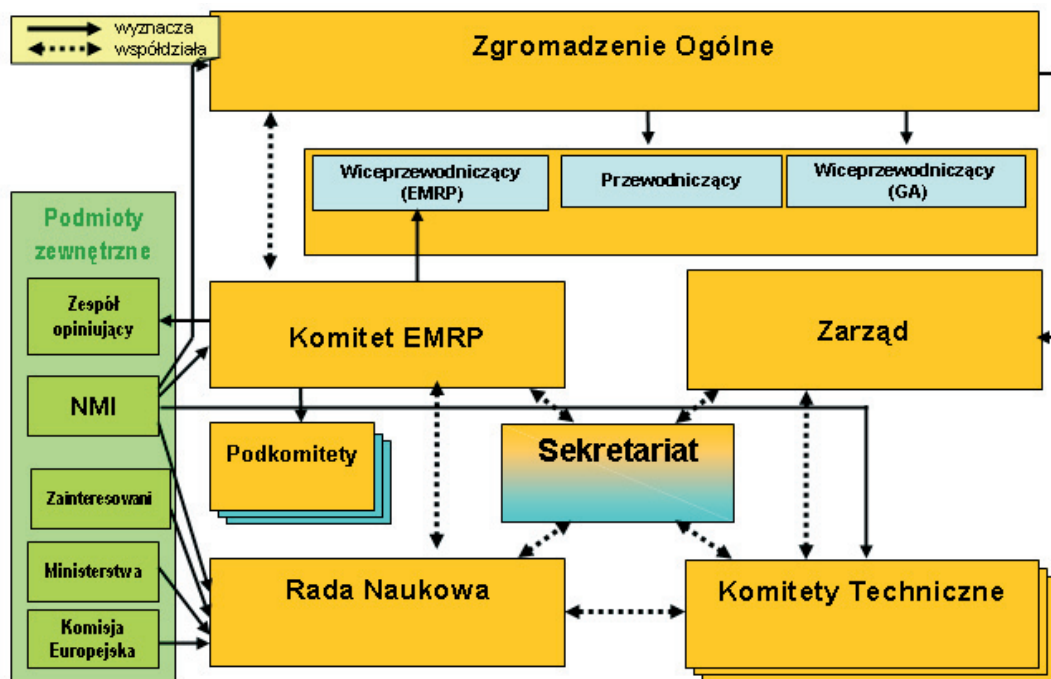 wyznacza
współdziała
Zgromadzenie Ogólne
Wiceprzewodniczący
(EMRP)
Przewodniczący
Wiceprzewodniczący
(GA)
Podmioty
zewnętrzne
Zespół
opiniujący
Komitet EMRP
Zarząd
NMI
Podkomitety
Sekretariat
Zainteresowani
Ministerstwa
Rada Naukowa
Komitety Techniczne
Komisja
Europejska